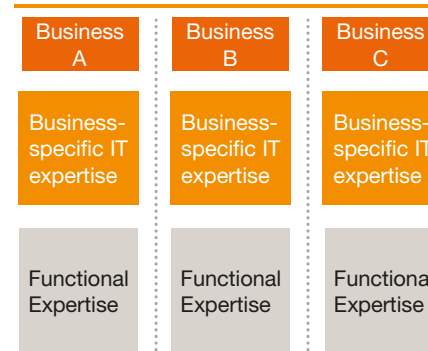 Business
A
Business
B
Business
C
Business-
specific IT
expertise
Business-
specific IT
expertise
Business-
specific IT
expertise
Functional
Expertise
Functional
Expertise
Functional
Expertise